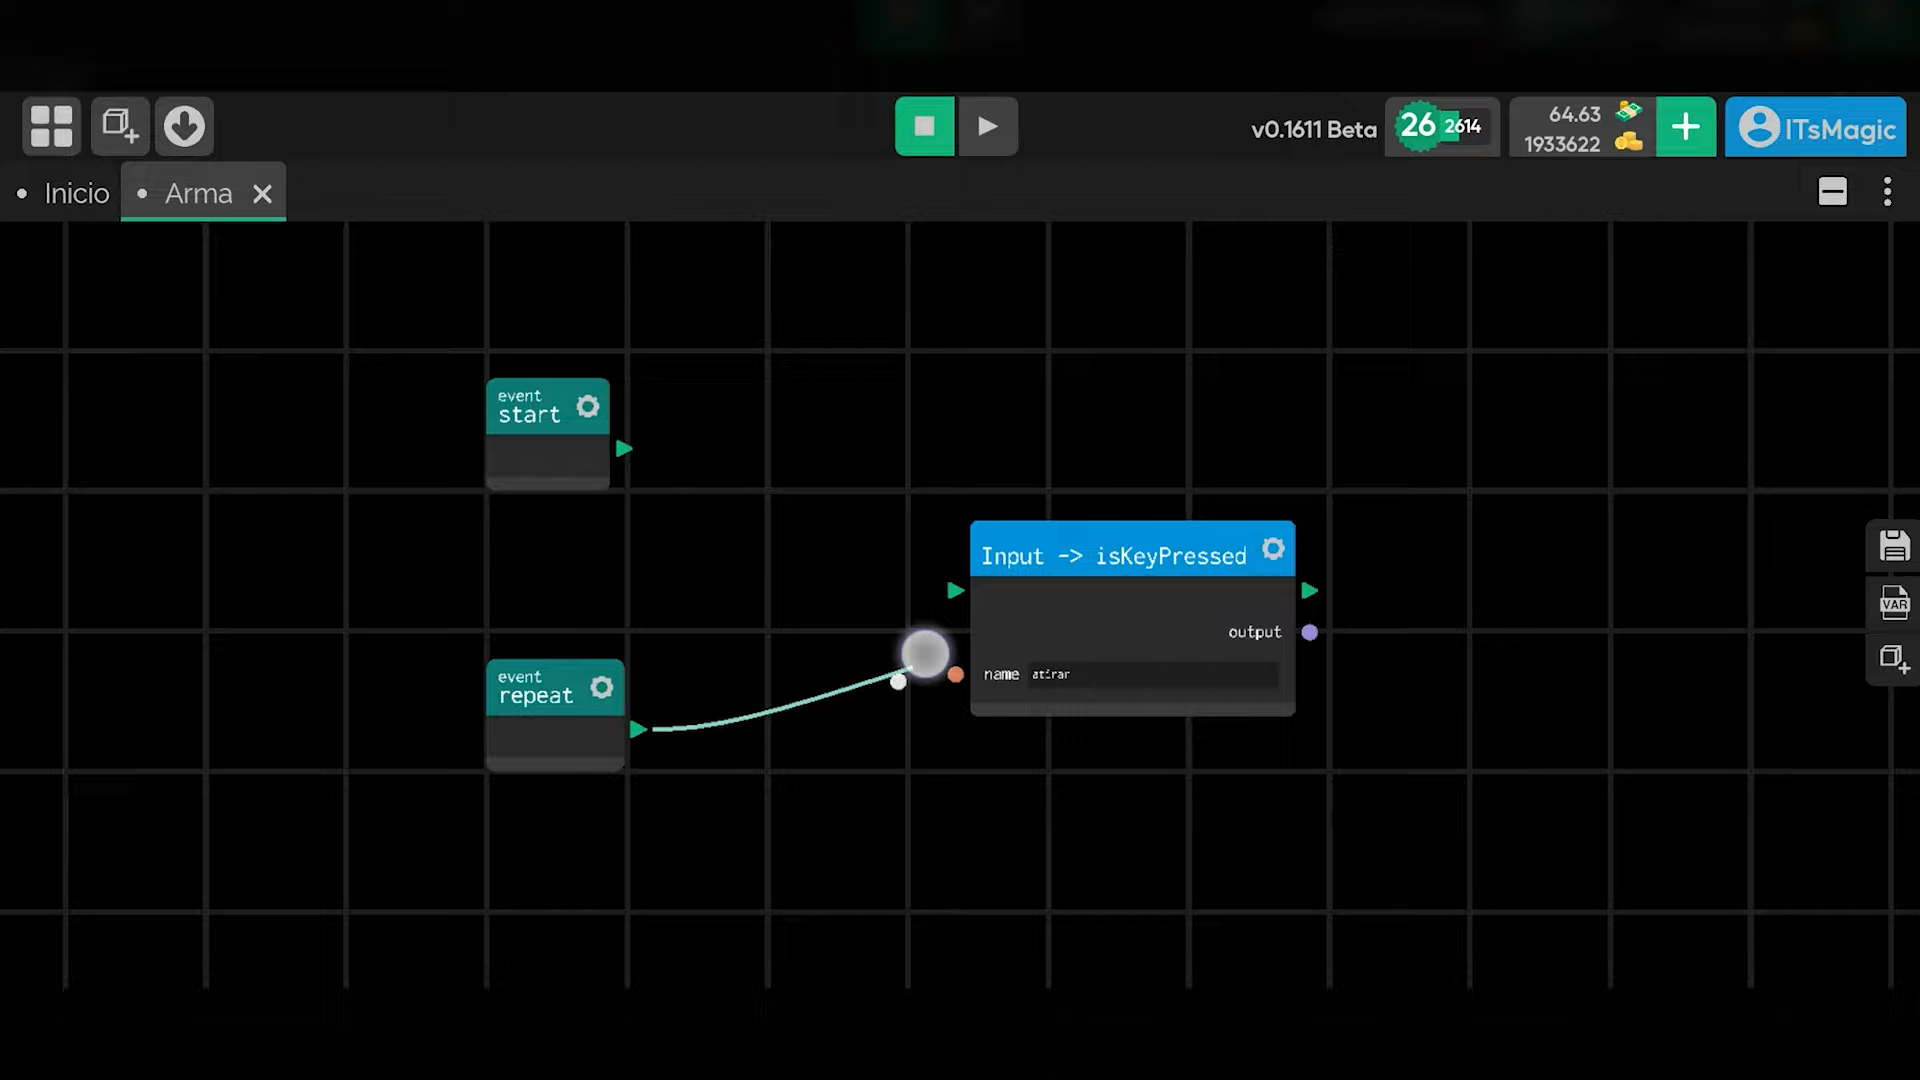 v0.1611 Beta
26 2614
64.63
1933622
ITsMagic
Inicio
Arma
event
start
Input -> isKeyPressed
output
name atirar
VAR
event
repeat